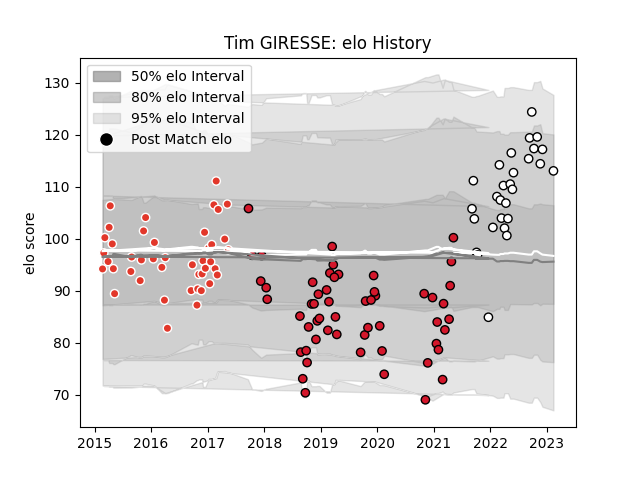 Tim GIRESSE: elo History
50% elo Interval
80% elo Interval
95% elo Interval
Post Match elo
elo score
130
120
110
100
90
80
70
2015 2016 2017 2018 2019 2020 2021 2022 2023